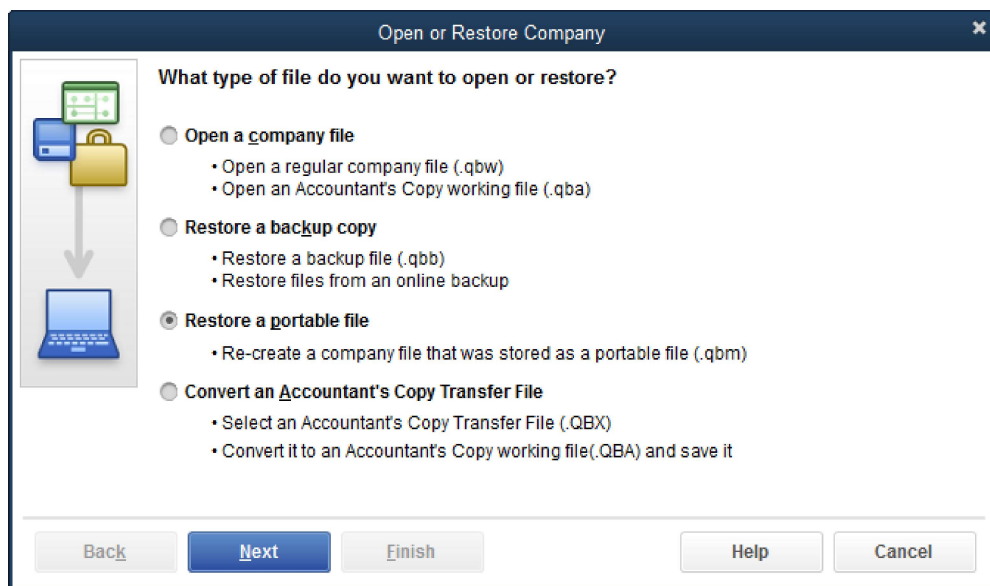 Open or Restore Company
What type of file do you want to open or restore?
Open a company file
• Open a regular company file (.qbw)
• Open an Accountant's Copy working file (.qba)
Restore a backup copy
• Restore a backup file (.qbb)
• Restore files from an online backup
Restore a portable file
• Re-create a company file that was stored as a portable file (.qbm)
Convert an Accountant's Copy Transfer File
• Select an Accountant's Copy Transfer File (.QBX)
• Convert it to an Accountant's Copy working file(.QBA) and save it
Back Next Finish Help Cancel